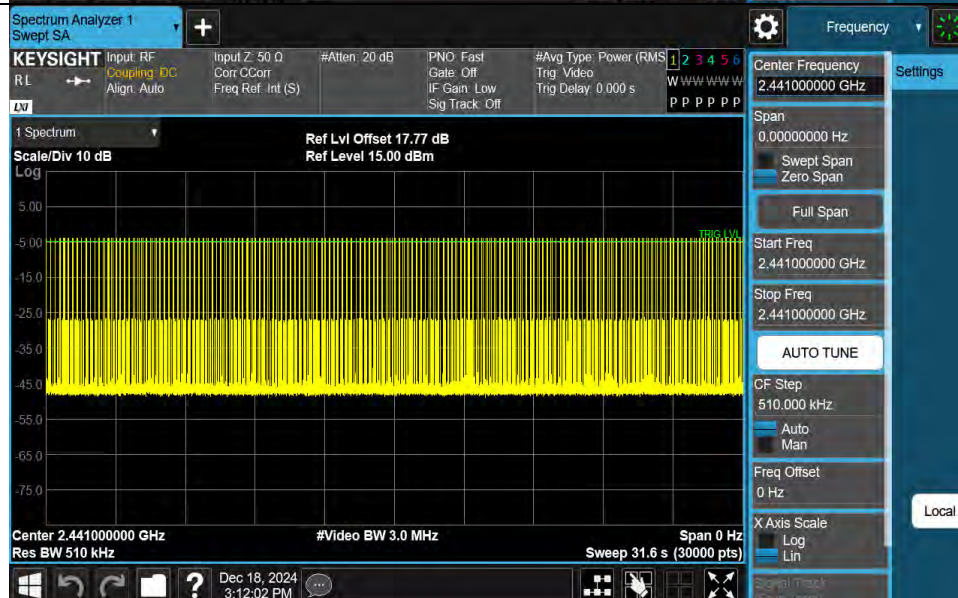 Spectrum Analyzer 1
Swept SA
+
Frequency
KEYSIGHT
RL
LXI
Input: RF
Coupling: DC
Align: Auto
Input Z: 50 Ω
Corr CCorr
Freq Ref: Int (S)
#Atten: 20 dB
PNO: Fast
Gate: Off
IF Gain: Low
Sig Track: Off
#Avg Type: Power (RMS
Trig: Video
Trig Delay: 0.000 s
1 2 3 4 5 6
W W W W W W
P P P P P P
1 Spectrum
Scale/Div 10 dB
Log
Ref Lvl Offset 17.77 dB
Ref Level 15.00 dBm
5.00
-5.00
-15.0
-25.0
-35.0
-45.0
-55.0
-65.0
-75.0
TRIG LVL
Center 2.441000000 GHz
#Video BW 3.0 MHz
Span 0 Hz
Res BW 510 kHz
Sweep 31.6 s (30000 pts)
?
Dec 18, 2024
3:12:02 PM
Center Frequency
2.441000000 GHz
Settings
Span
0.00000000 Hz
Swept Span
Zero Span
Full Span
Start Freq
2.441000000 GHz
Stop Freq
2.441000000 GHz
AUTO TUNE
CF Step
510.000 kHz
Auto
Man
Freq Offset
0 Hz
X Axis Scale
Log
Lin
Local
Signal Track